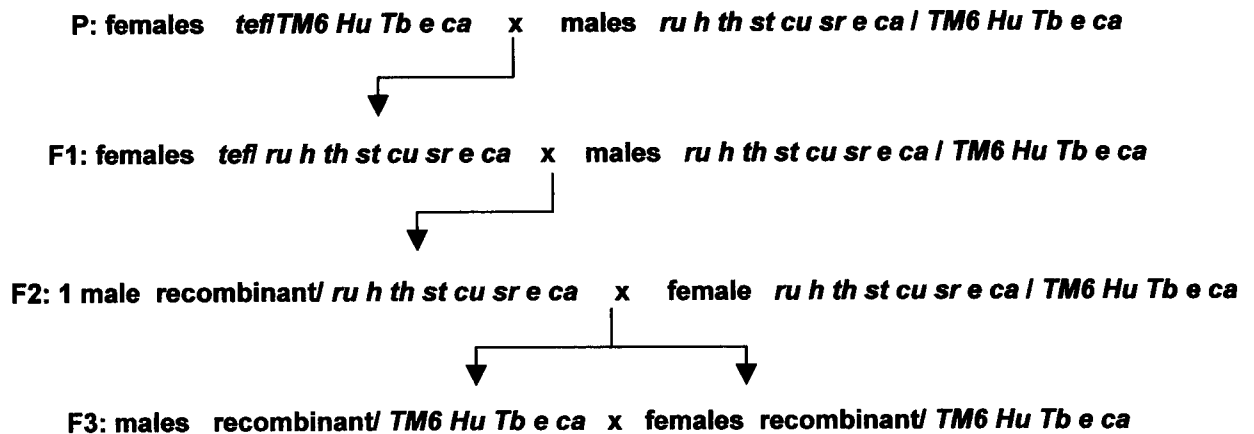 P: females tef/TM6 Hu Tb e ca x males ru h th st cu sr e ca / TM6 Hu Tb e ca
F1: females tef/ ru h th st cu sr e ca x males ru h th st cu sr e ca / TM6 Hu Tb e ca
F2: 1 male recombinant/ ru h th st cu sr e ca x female ru h th st cu sr e ca / TM6 Hu Tb e ca
F3: males recombinant/ TM6 Hu Tb e ca x females recombinant/ TM6 Hu Tb e ca